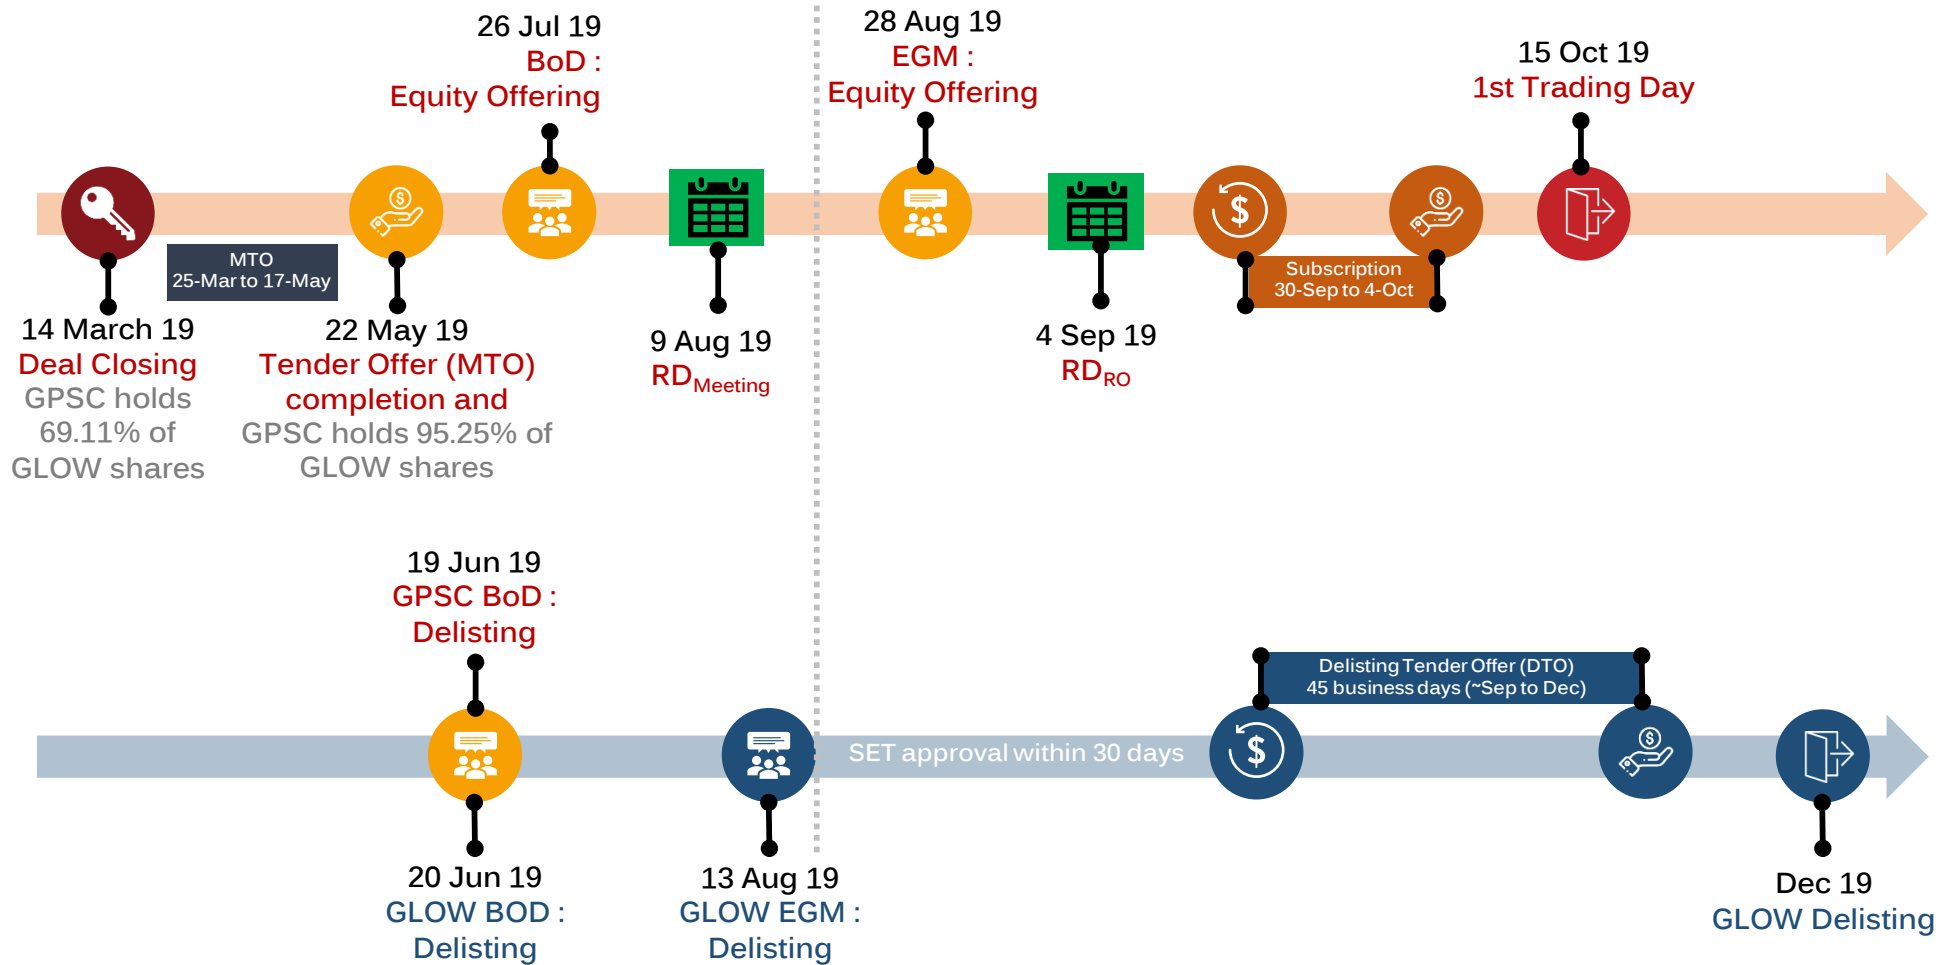 26 Jul 19
BoD :
Equity Offering
28 Aug 19
EGM :
Equity Offering
15 Oct 19
1st Trading Day
MTO
25-Mar to 17-May
Subscription
30-Sep to 4-Oct
14 March 19
Deal Closing
GPSC holds
69.11% of
GLOW shares
22 May 19
Tender Offer (MTO)
completion and
GPSC holds 95.25% of
GLOW shares
9 Aug 19
RDMeeting
4 Sep 19
RDRO
19 Jun 19
GPSC BoD :
Delisting
Delisting Tender Offer (DTO)
45 business days (~Sep to Dec)
SET approval within 30 days
20 Jun 19
GLOW BOD :
Delisting
13 Aug 19
GLOW EGM :
Delisting
Dec 19
GLOW Delisting